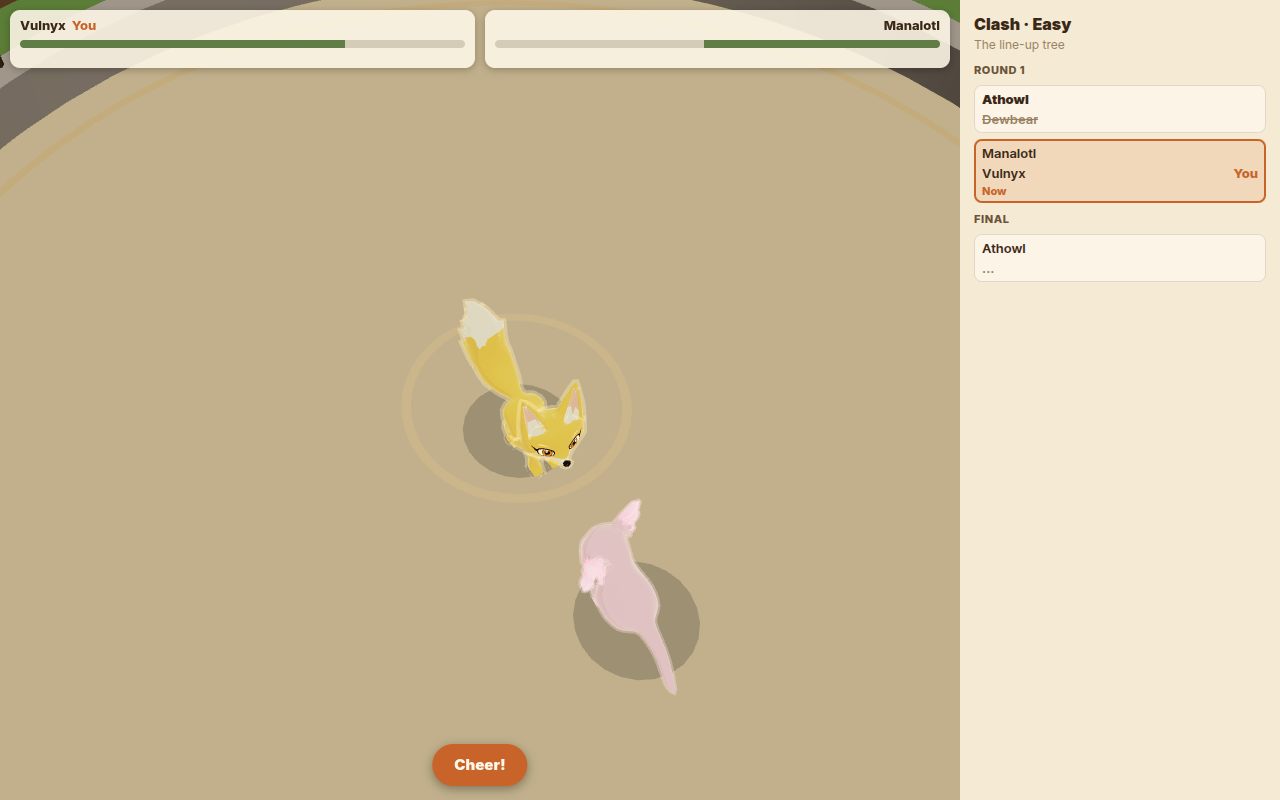 Vulnyx You
Manalotl
Cheer!
Clash · Easy
The line-up tree
ROUND 1
Athowl
Dewbear
Manalotl
Vulnyx You
Now
FINAL
Athowl
...